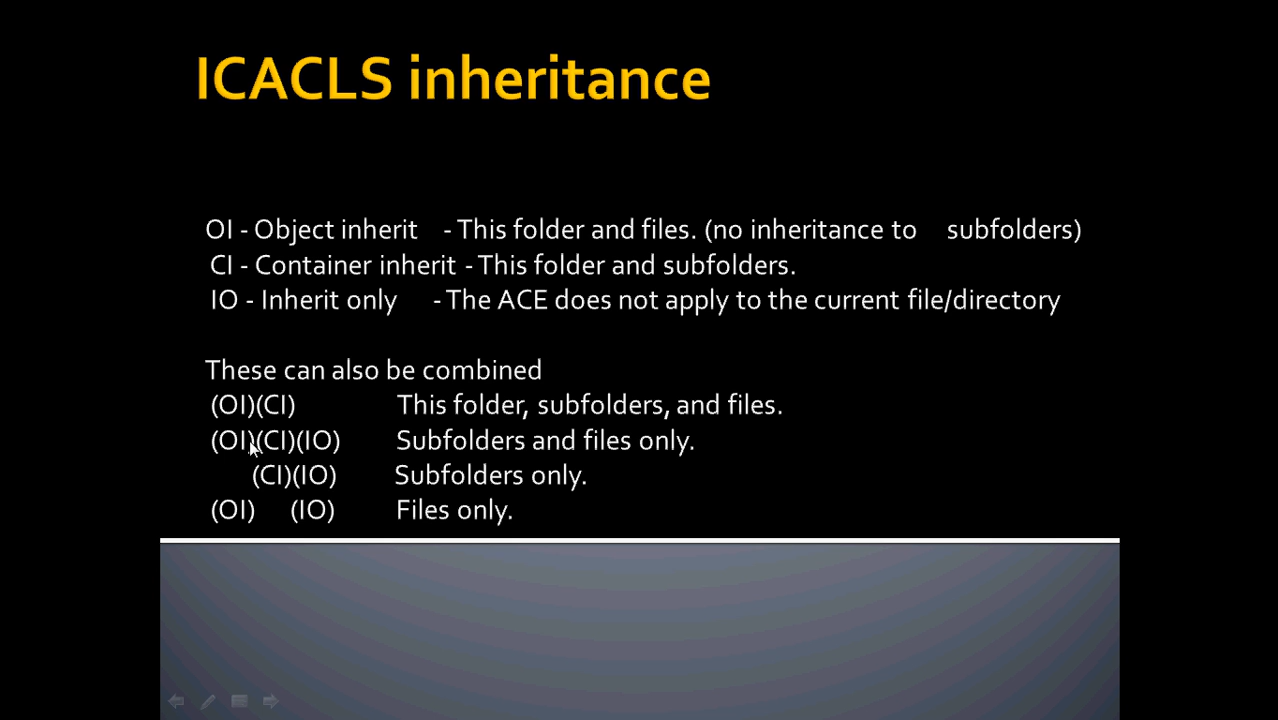 ICACLS inheritance
OI - Object inherit - This folder and files. (no inheritance to subfolders)
CI - Container inherit - This folder and subfolders.
IO - Inherit only - The ACE does not apply to the current file/directory
These can also be combined
(OI)(CI) This folder, subfolders, and files.
(OI)(CI)(IO) Subfolders and files only.
(CI)(IO) Subfolders only.
(OI) (IO) Files only.